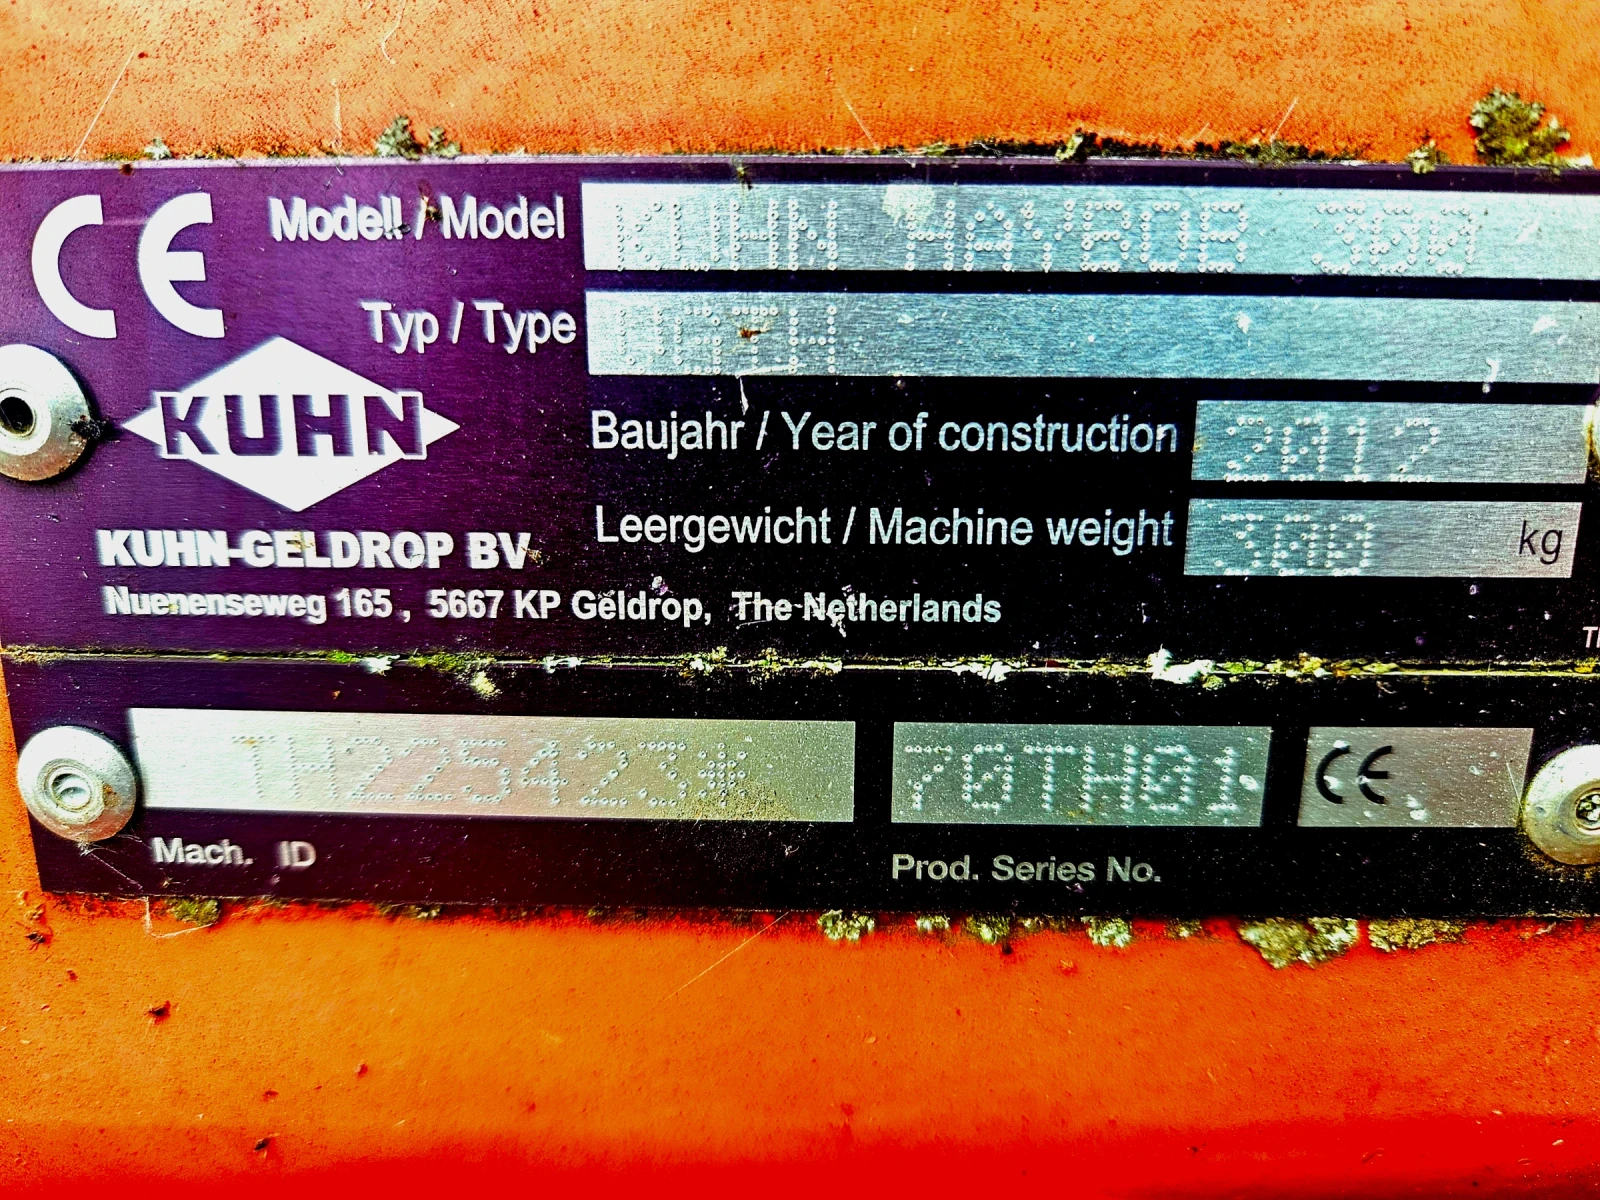 CE Modell / Model KUHN HAYBOB 300
Typ / Type
KUHN
Baujahr / Year of construction 2012
Leergewicht / Machine weight 300 kg
KUHN-GELDROP BV
Nuenenseweg 165 , 5667 KP Geldrop, The Netherlands
TH225423* 70TH01 CE
Mach. ID Prod. Series No.